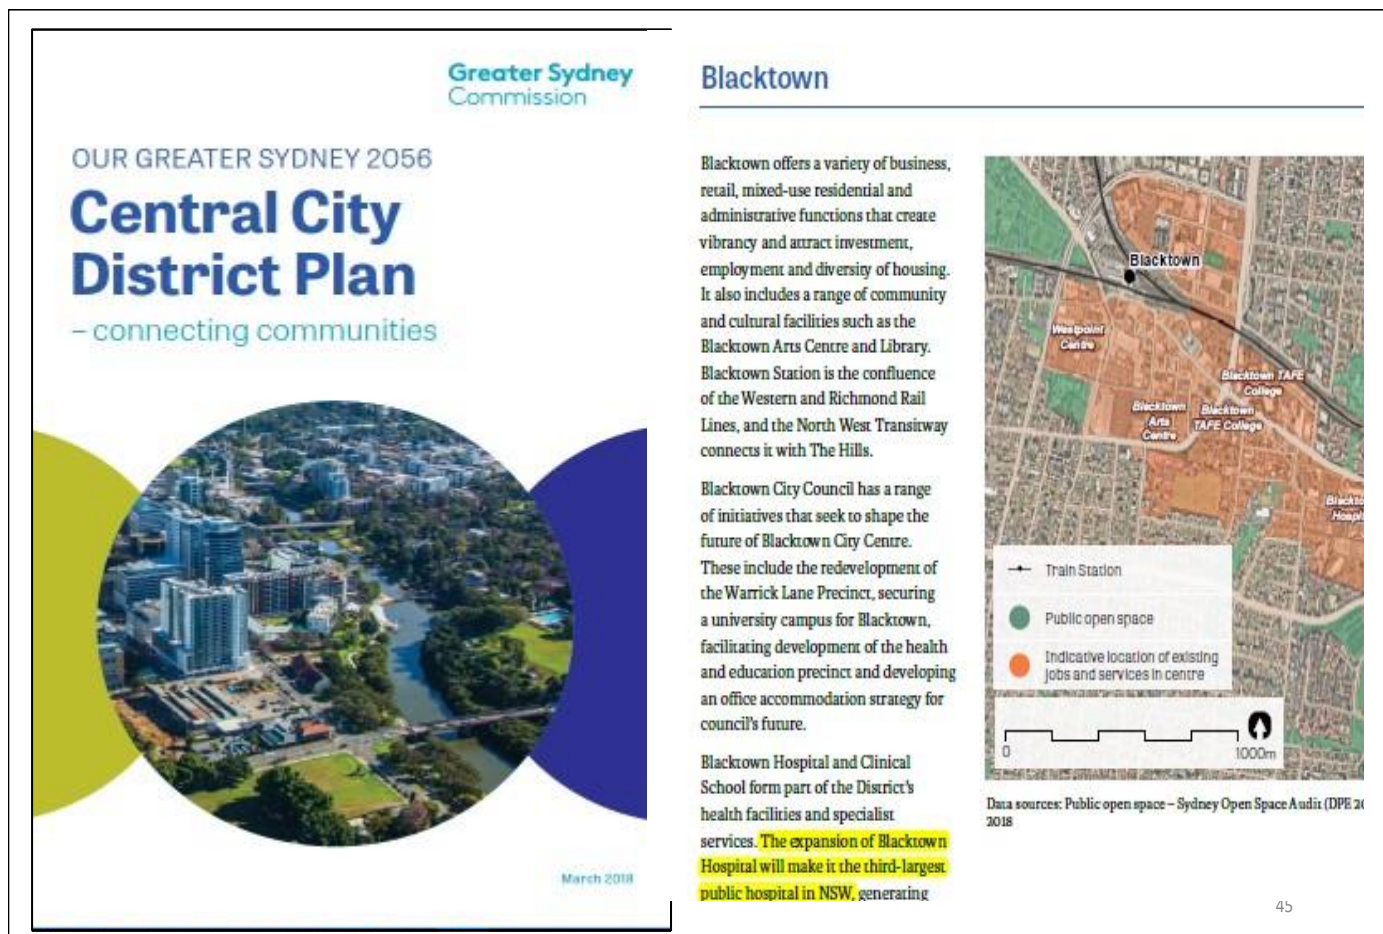 Greater Sydney
Commission
OUR GREATER SYDNEY 2056
Central City
District Plan
– connecting communities
March 2018
Blacktown
Blacktown offers a variety of business,
retail, mixed-use residential and
administrative functions that create
vibrancy and attract investment,
employment and diversity of housing.
It also includes a range of community
and cultural facilities such as the
Blacktown Arts Centre and Library.
Blacktown Station is the confluence
of the Western and Richmond Rail
Lines, and the North West Transitway
connects it with The Hills.
Blacktown City Council has a range
of initiatives that seek to shape the
future of Blacktown City Centre.
These include the redevelopment of
the Warrick Lane Precinct, securing
a university campus for Blacktown,
facilitating development of the health
and education precinct and developing
an office accommodation strategy for
council's future.
Blacktown Hospital and Clinical
School form part of the District's
health facilities and specialist
services. The expansion of Blacktown
Hospital will make it the third-largest
public hospital in NSW, generating
Blacktown
Westpoint
Centre
Blacktown TAFE
College
Blacktown
Arts
Centre
Blacktown
TAFE College
Blackto
Hospi
Train Station
Public open space
Indicative location of existing
jobs and services in centre
0
1000m
Data sources: Public open space – Sydney Open Space Audit (DPE 20
2018
45